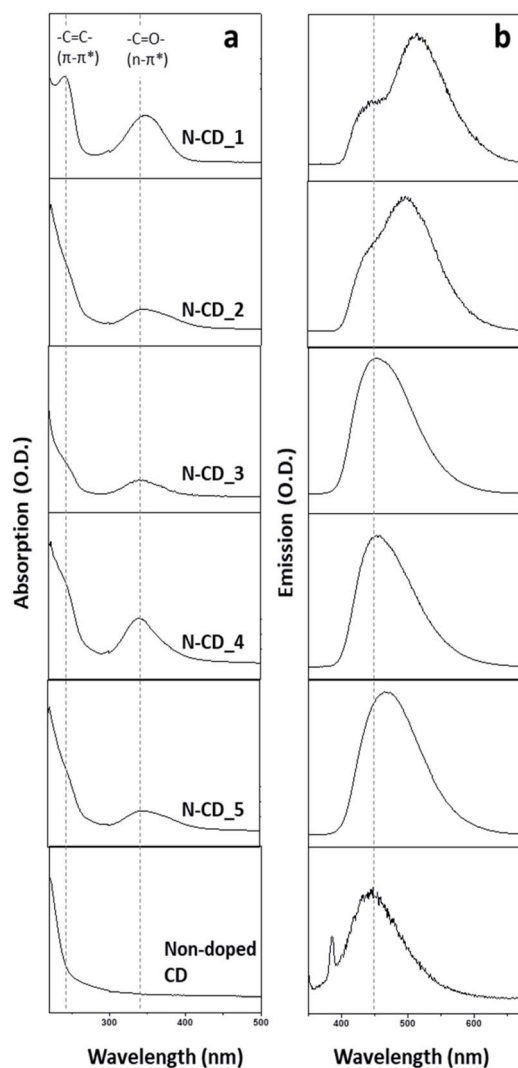 a
-C=C-
(π-π*)
-C=O-
(n-π*)
N-CD_1
N-CD_2
N-CD_3
N-CD_4
N-CD_5
Non-doped
CD
Absorption (O.D.)
300
400
500
Wavelength (nm)
b
Emission (O.D.)
400
500
600
Wavelength (nm)